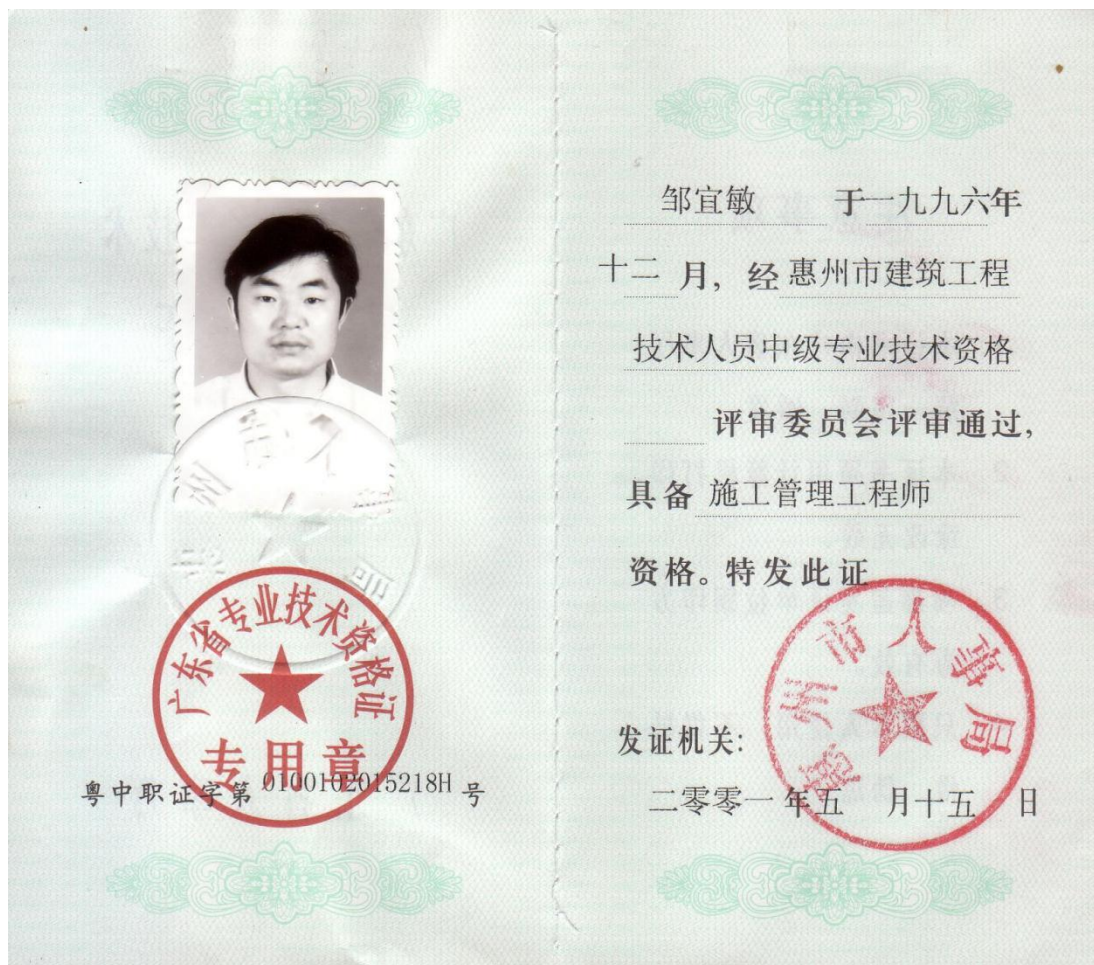 广东省专业技术资格证
专用章
粤中职证字第 0100102015218H 号
邹宜敏 于一九九六年
十二 月，经 惠州市建筑工程
技术人员中级专业技术资格
评审委员会评审通过，
具备 施工管理工程师
资格。特发此证
惠州市人事局
发证机关：
二零零一 年五 月十五 日